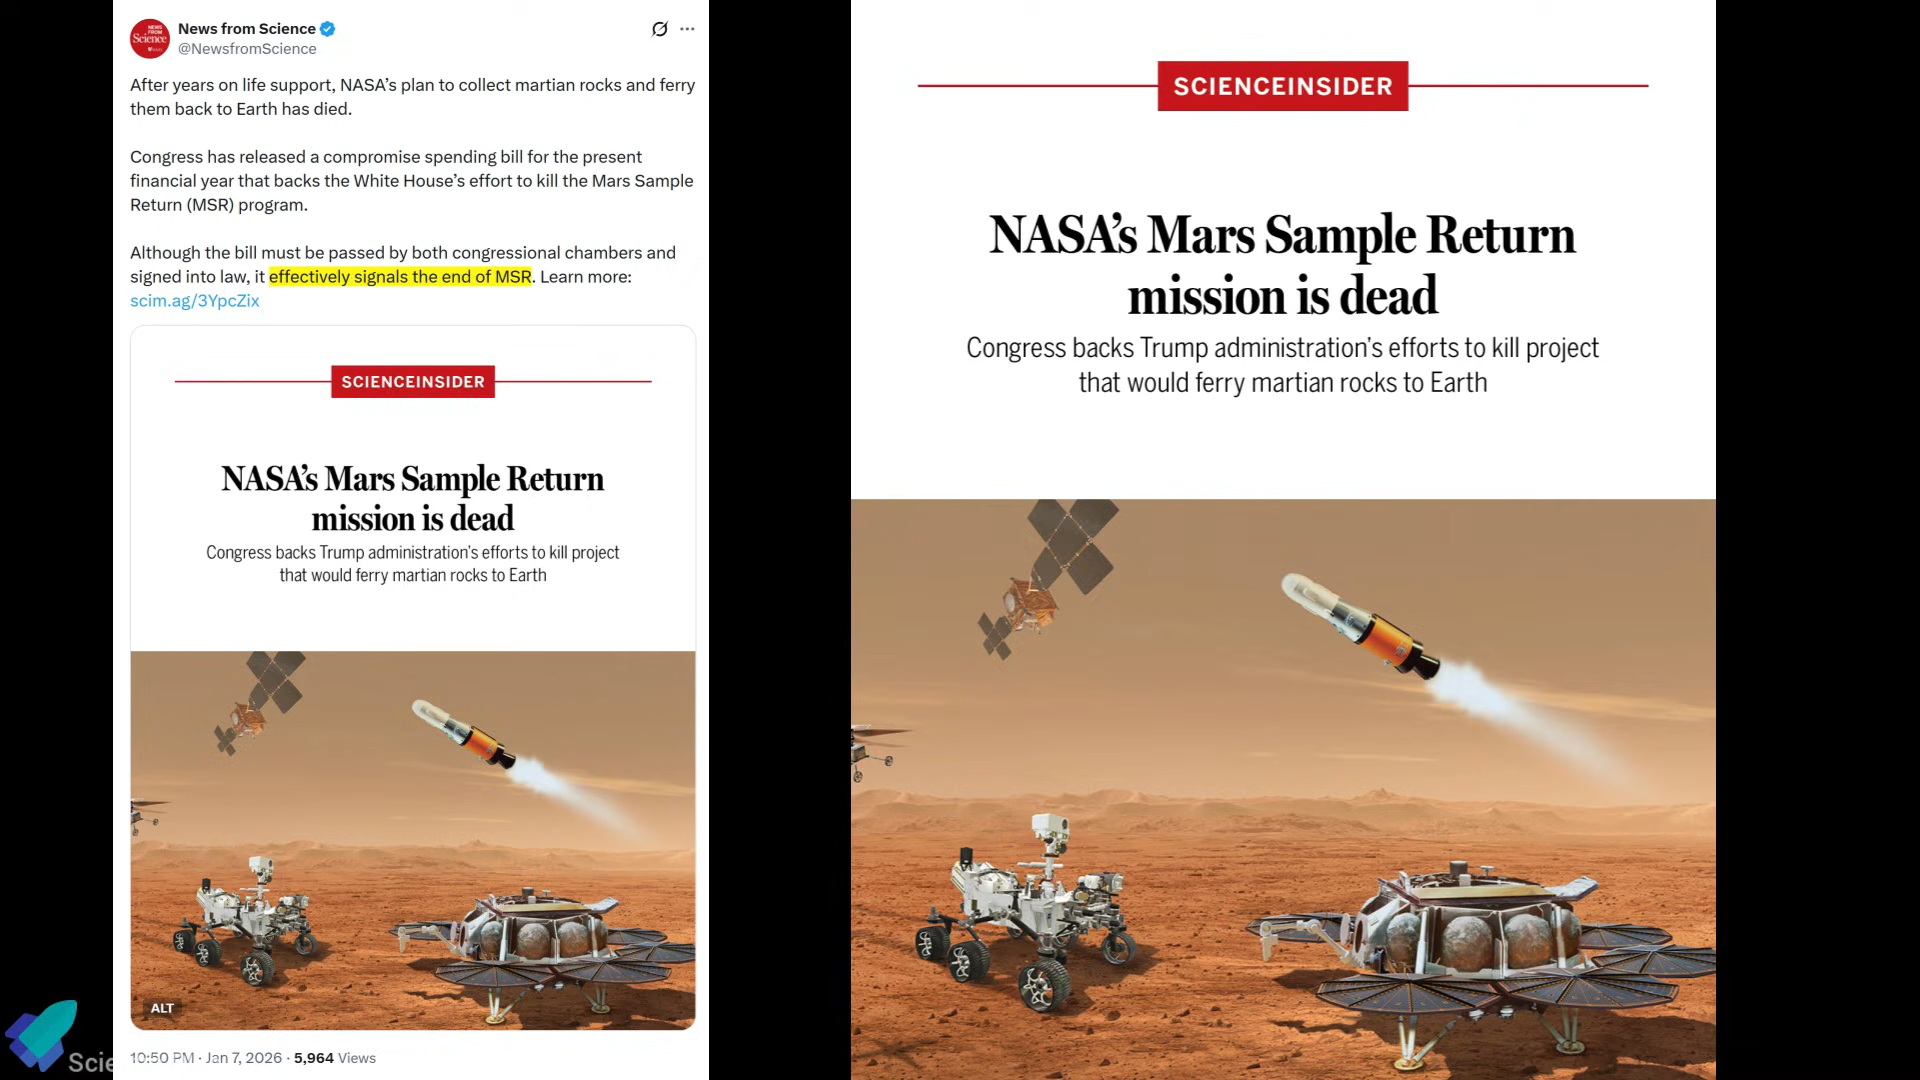 News from Science
@NewsfromScience
After years on life support, NASA's plan to collect martian rocks and ferry
them back to Earth has died.
Congress has released a compromise spending bill for the present
financial year that backs the White House's effort to kill the Mars Sample
Return (MSR) program.
Although the bill must be passed by both congressional chambers and
signed into law, it effectively signals the end of MSR. Learn more:
scim.ag/3YpcZix
SCIENCEINSIDER
NASA's Mars Sample Return
mission is dead
Congress backs Trump administration's efforts to kill project
that would ferry martian rocks to Earth
ALT
10:50 PM · Jan 7, 2026 · 5,964 Views
SCIENCEINSIDER
NASA's Mars Sample Return
mission is dead
Congress backs Trump administration's efforts to kill project
that would ferry martian rocks to Earth
NEWS
FROM
Science
Scie